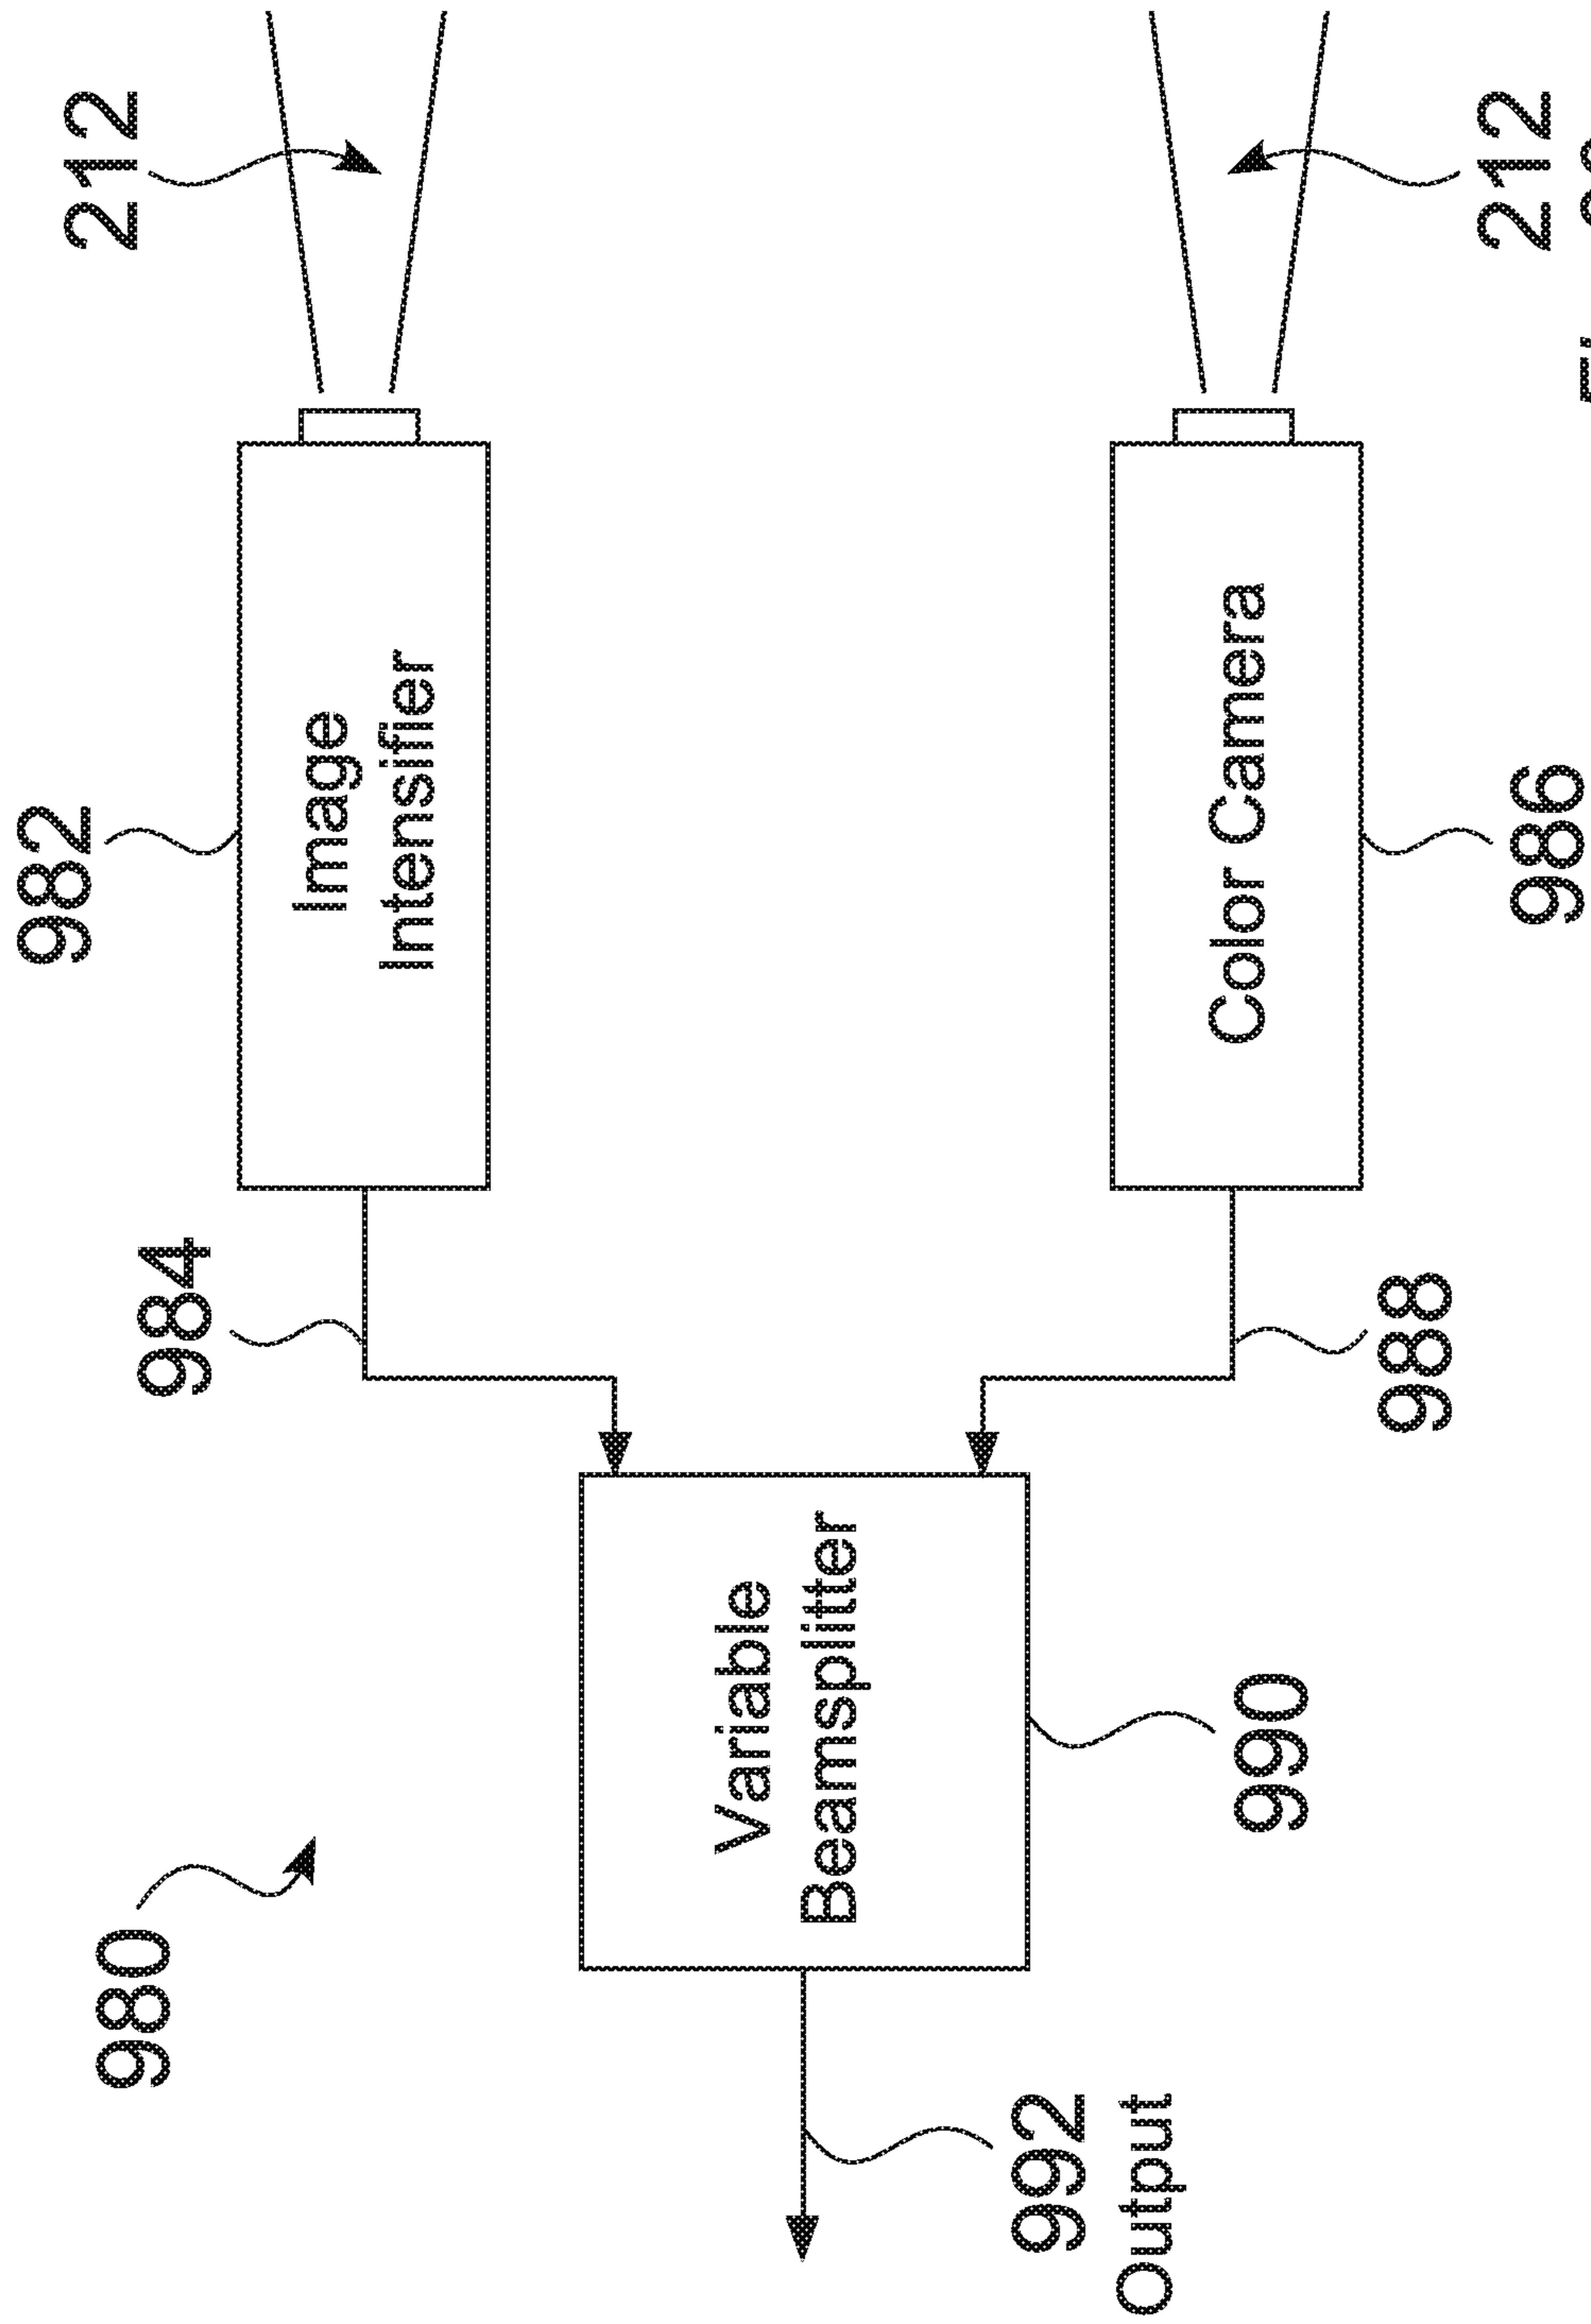 982
212
980
984
Image
Intensifier
Variable
Beamsplitter
992
Output
Color Camera
990
988
212
986